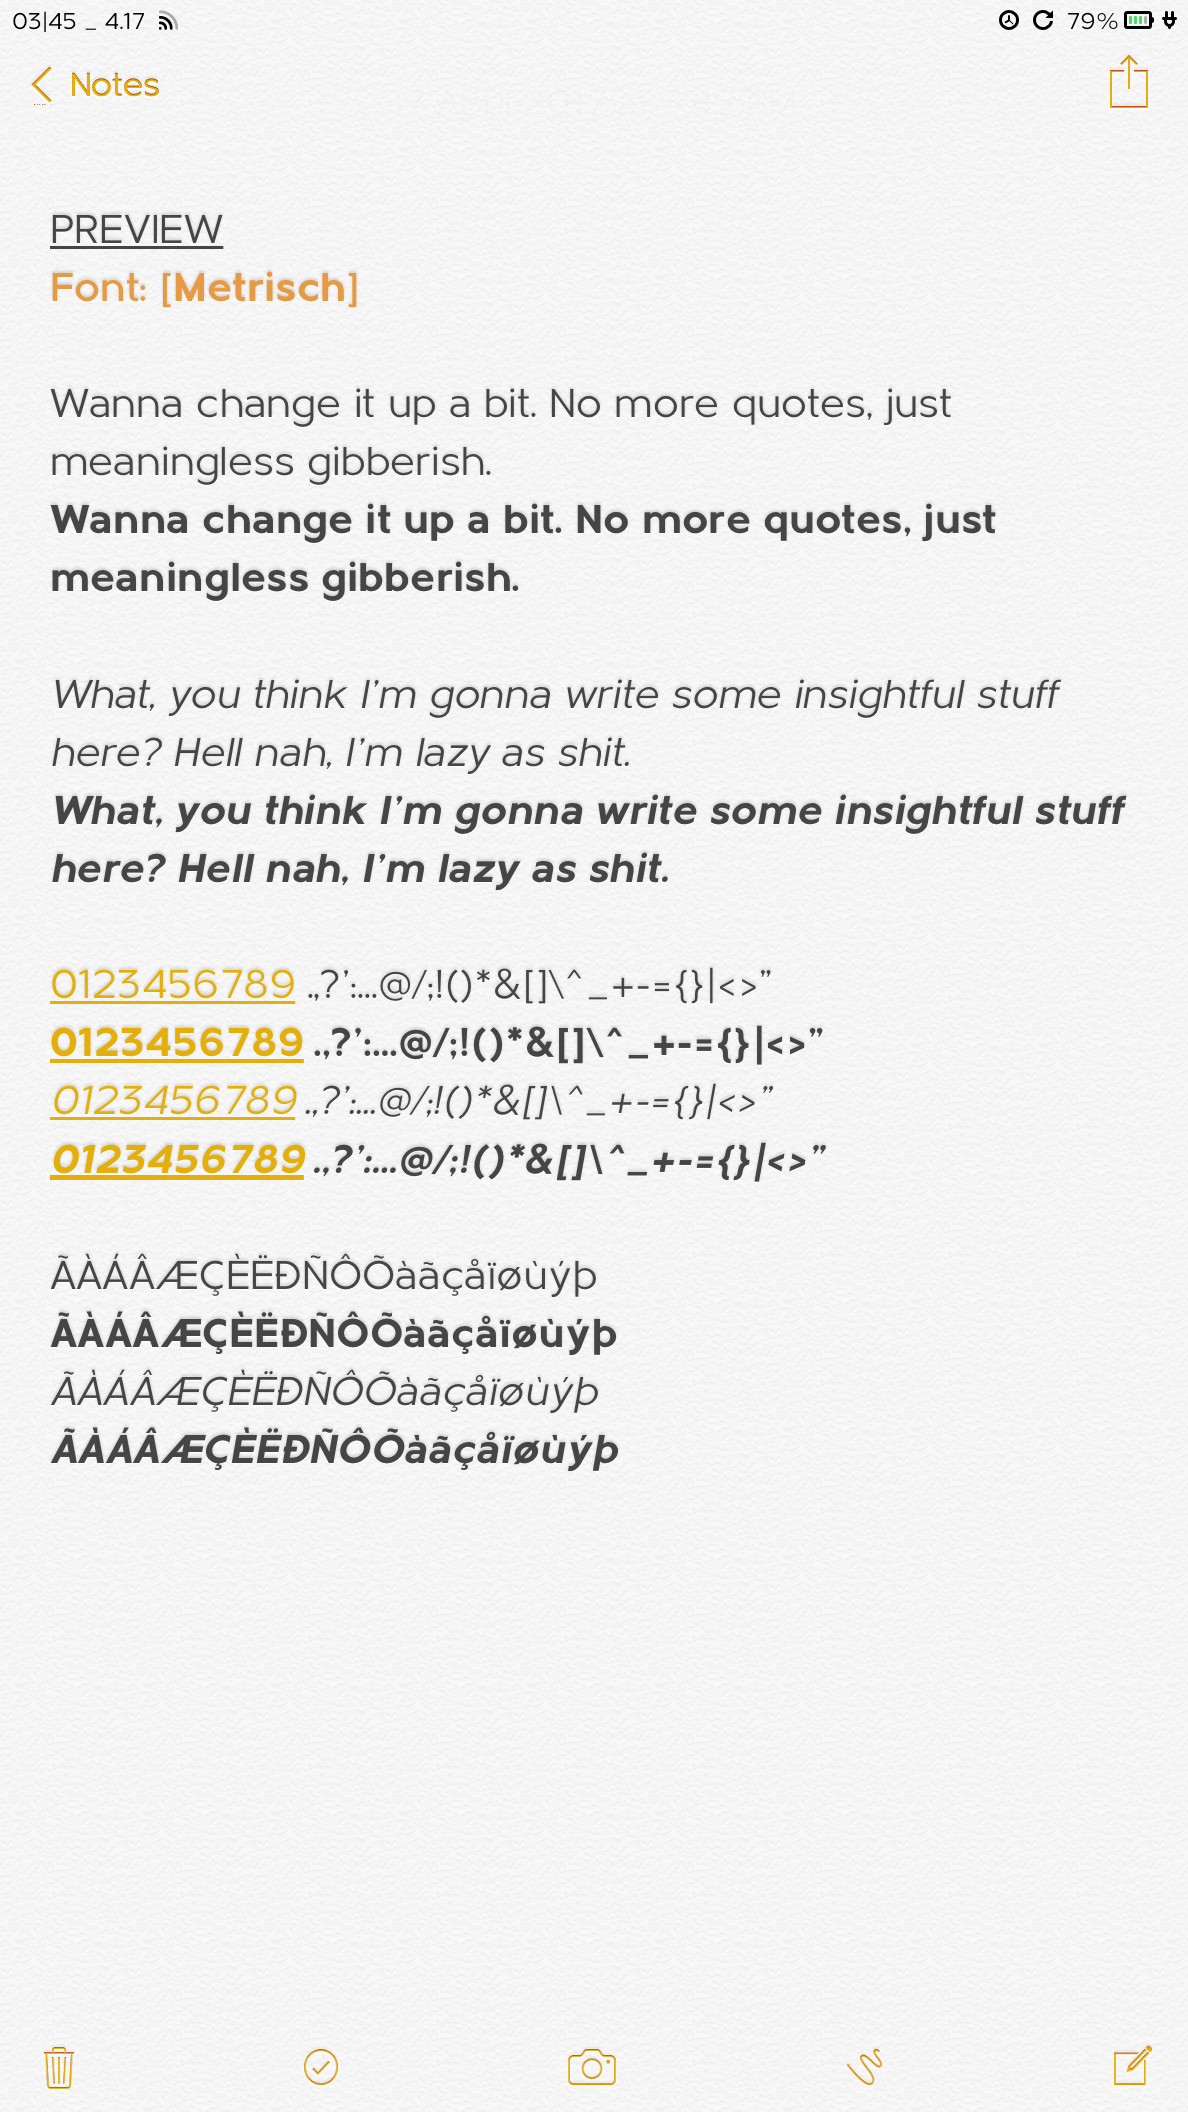 03|45 _ 4.17 79%
Notes
PREVIEW
Font: [Metrisch]
Wanna change it up a bit. No more quotes, just
meaningless gibberish.
Wanna change it up a bit. No more quotes, just
meaningless gibberish.
What, you think I’m gonna write some insightful stuff
here? Hell nah, I’m lazy as shit.
What, you think I’m gonna write some insightful stuff
here? Hell nah, I’m lazy as shit.
0123456789 .,?’:...@/;!()*&[]\^_+-={}|<>”
0123456789 .,?’:...@/;!()*&[]\^_+-={}|<>”
0123456789 .,?’:...@/;!()*&[]\^_+-={}|<>”
0123456789 .,?’:...@/;!()*&[]\^_+-={}|<>”
ÃÀÁÂÆÇÈËÐÑÔÕàãçåïøùýþ
ÃÀÁÂÆÇÈËÐÑÔÕàãçåïøùýþ
ÃÀÁÂÆÇÈËÐÑÔÕàãçåïøùýþ
ÃÀÁÂÆÇÈËÐÑÔÕàãçåïøùýþ